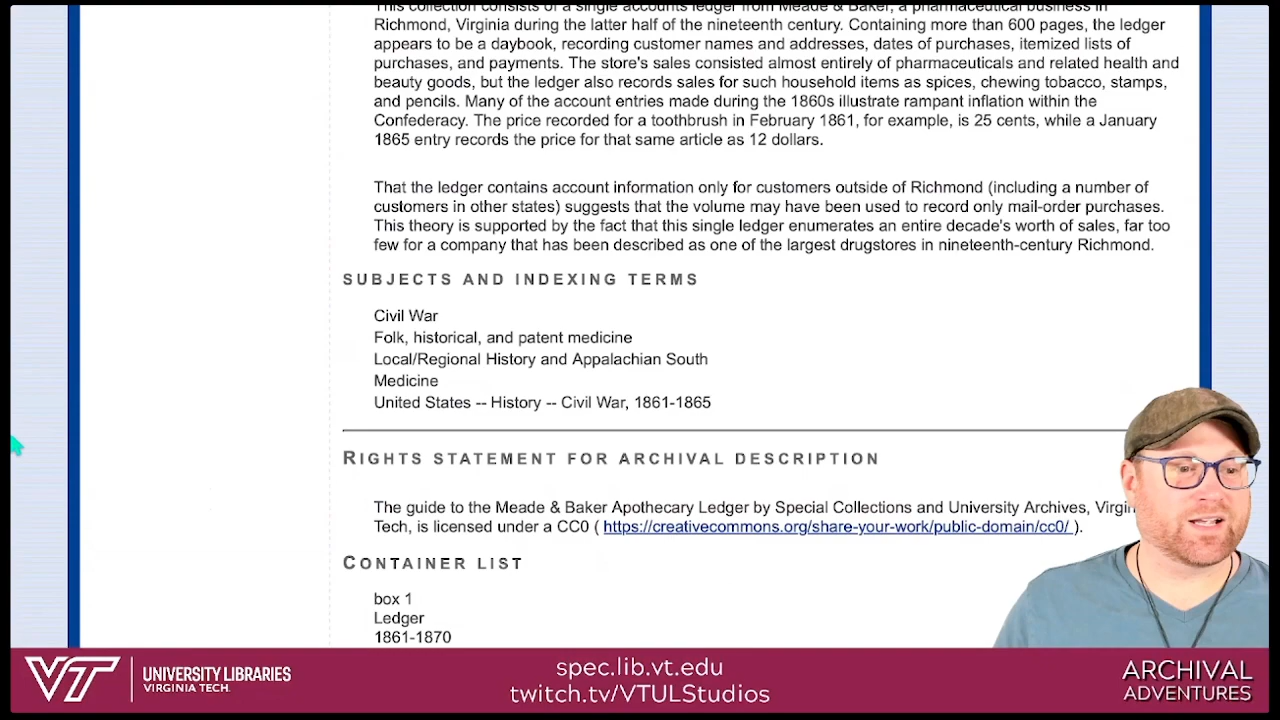 This collection consists of a single accounts ledger from Meade & Baker, a pharmaceutical business in
Richmond, Virginia during the latter half of the nineteenth century. Containing more than 600 pages, the ledger
appears to be a daybook, recording customer names and addresses, dates of purchases, itemized lists of
purchases, and payments. The store's sales consisted almost entirely of pharmaceuticals and related health and
beauty goods, but the ledger also records sales for such household items as spices, chewing tobacco, stamps,
and pencils. Many of the account entries made during the 1860s illustrate rampant inflation within the
Confederacy. The price recorded for a toothbrush in February 1861, for example, is 25 cents, while a January
1865 entry records the price for that same article as 12 dollars.
That the ledger contains account information only for customers outside of Richmond (including a number of
customers in other states) suggests that the volume may have been used to record only mail-order purchases.
This theory is supported by the fact that this single ledger enumerates an entire decade's worth of sales, far too
few for a company that has been described as one of the largest drugstores in nineteenth-century Richmond.
SUBJECTS AND INDEXING TERMS
Civil War
Folk, historical, and patent medicine
Local/Regional History and Appalachian South
Medicine
United States -- History -- Civil War, 1861-1865
RIGHTS STATEMENT FOR ARCHIVAL DESCRIPTION
The guide to the Meade & Baker Apothecary Ledger by Special Collections and University Archives, Virgin
Tech, is licensed under a CC0 ( https://creativecommons.org/share-your-work/public-domain/cc0/ ).
CONTAINER LIST
box 1
Ledger
1861-1870
VT UNIVERSITY LIBRARIES
VIRGINIA TECH.
spec.lib.vt.edu
twitch.tv/VTULStudios
ARCHIVAL
ADVENTURES